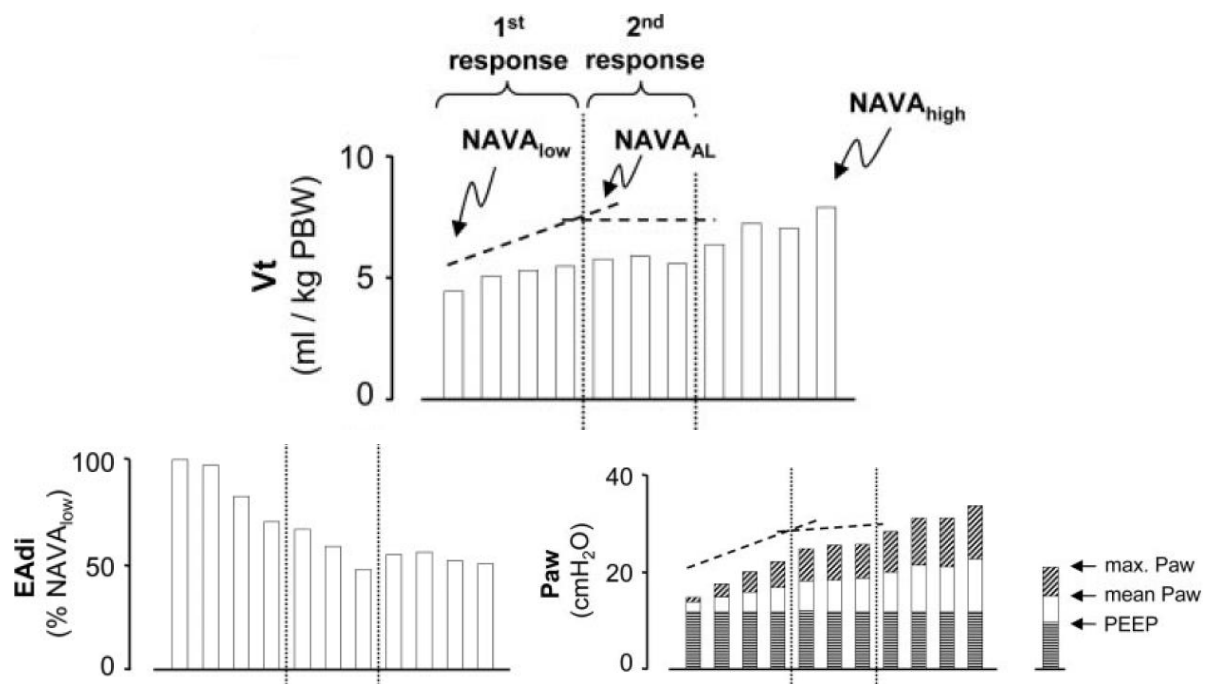 1st
response
2nd
response
NAVAlow
NAVAAL
NAVAhigh
Vt
(ml / kg PBW)
10
5
0
EAdi
(% NAVAlow)
100
50
0
Paw
(cmH2O)
40
20
0
max. Paw
mean Paw
PEEP